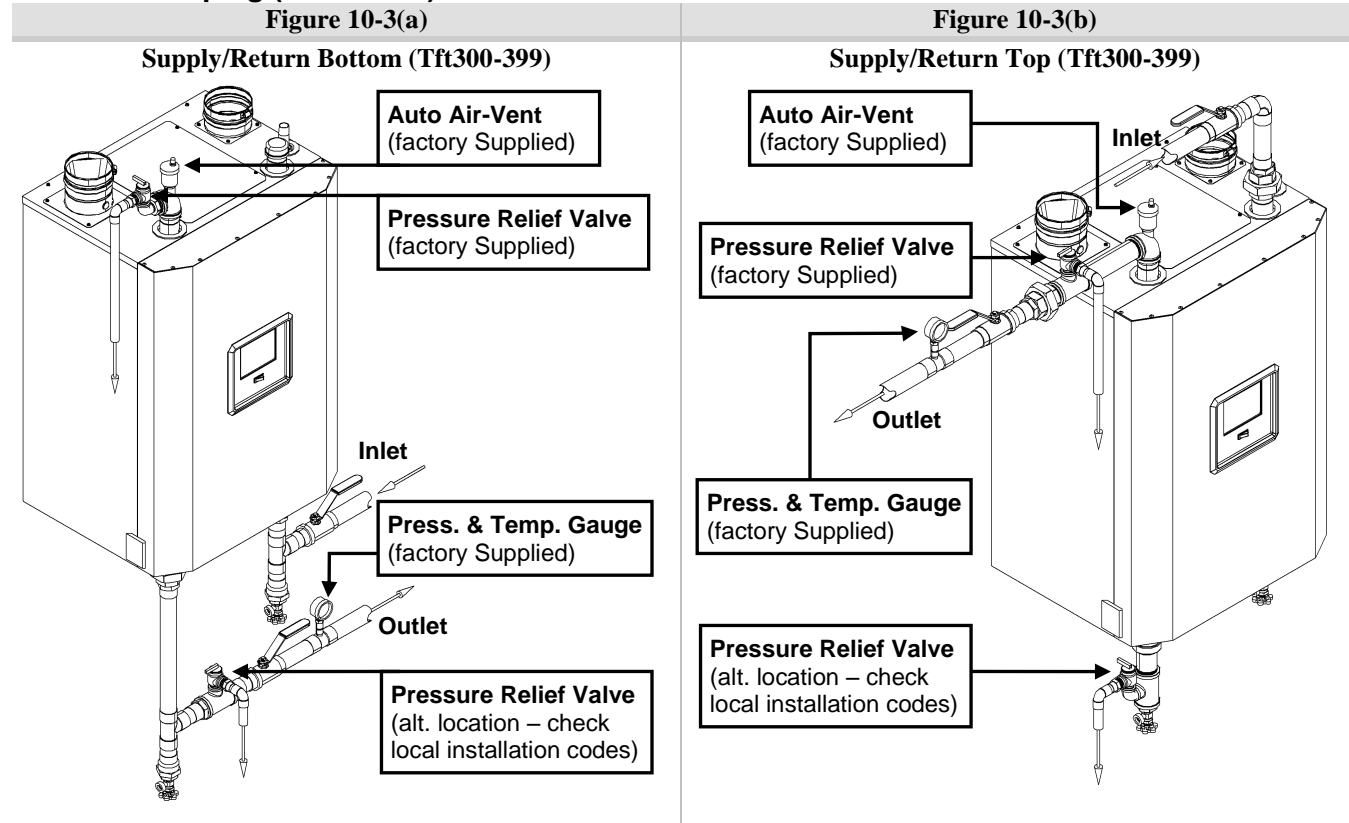 Figure 10-3(a)
Supply/Return Bottom (Tft300-399)
Auto Air-Vent
(factory Supplied)
Pressure Relief Valve
(factory Supplied)
Inlet
Press. & Temp. Gauge
(factory Supplied)
Outlet
Pressure Relief Valve
(alt. location – check
local installation codes)
Figure 10-3(b)
Supply/Return Top (Tft300-399)
Auto Air-Vent
(factory Supplied)
Inlet
Pressure Relief Valve
(factory Supplied)
Outlet
Press. & Temp. Gauge
(factory Supplied)
Pressure Relief Valve
(alt. location – check
local installation codes)